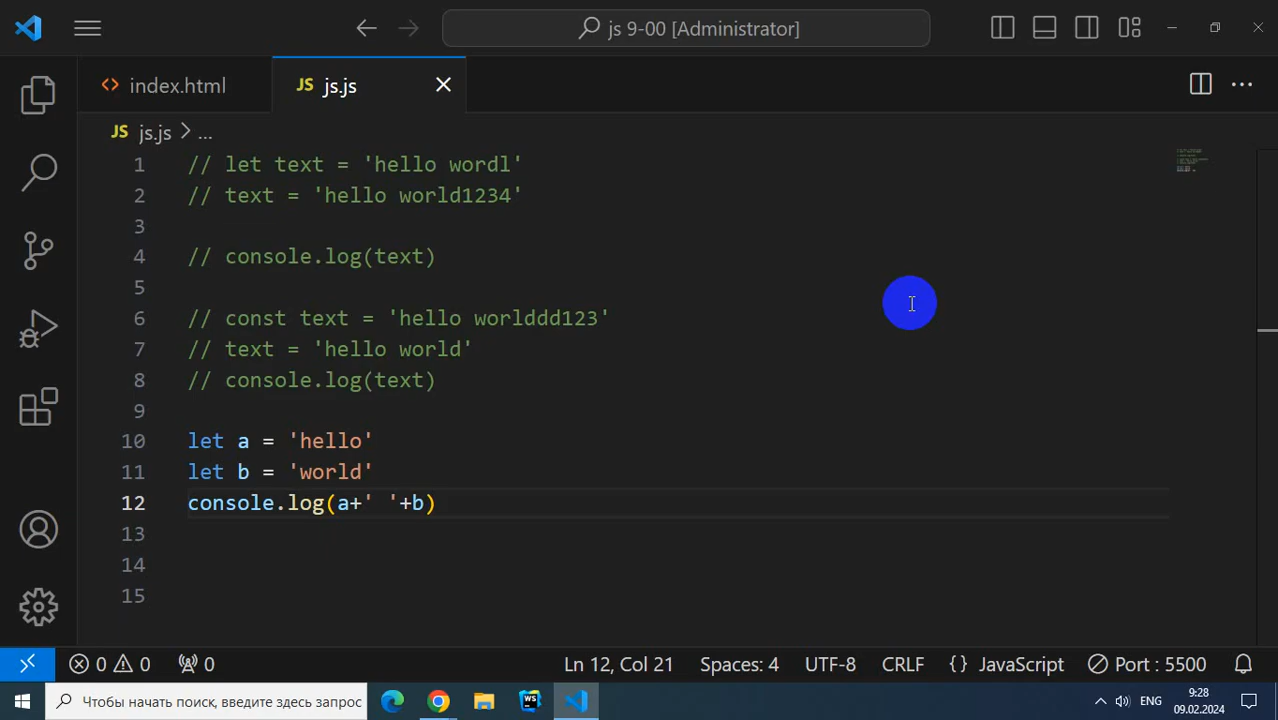 js 9-00 [Administrator]
index.html
JS js.js
JS js.js > ...
1 // let text = 'hello wordl'
2 // text = 'hello world1234'
3
4 // console.log(text)
5
6 // const text = 'hello worlddd123'
7 // text = 'hello world'
8 // console.log(text)
9
10 let a = 'hello'
11 let b = 'world'
12 console.log(a+' '+b)
13
14
15
0 0 0 Ln 12, Col 21 Spaces: 4 UTF-8 CRLF {} JavaScript Port : 5500
Чтобы начать поиск, введите здесь запрос
WS
ENG
9:28
09.02.2024